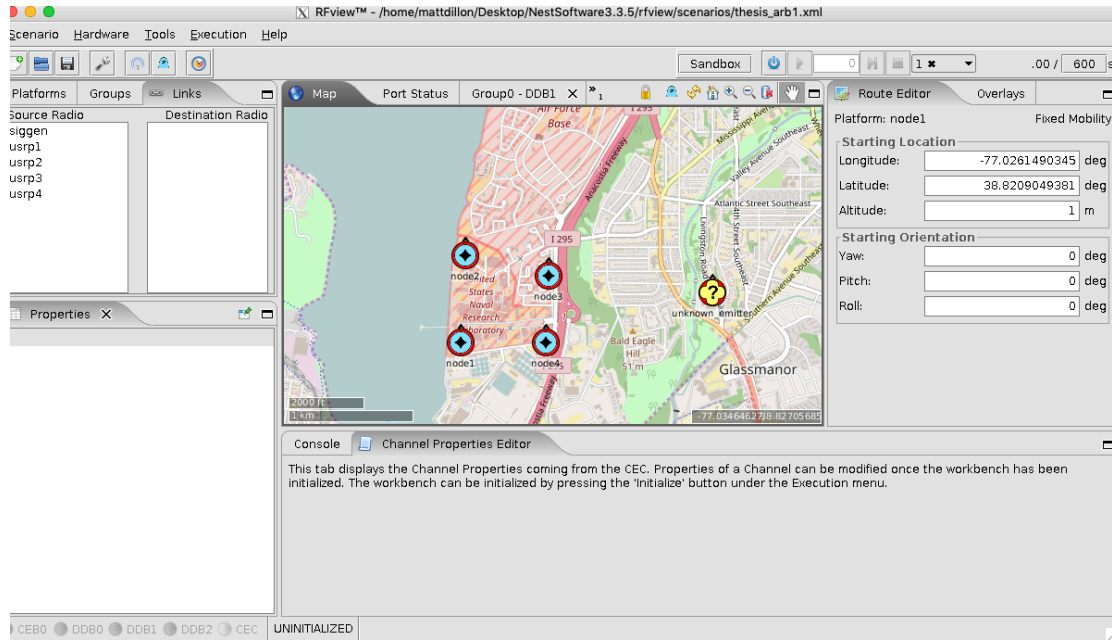 RFview™ - /home/mattdillon/Desktop/NestSoftware3.3.5/rfview/scenarios/thesis_arb1.xml
Scenario Hardware Tools Execution Help
Sandbox 0 1 ✖ .00 / 600 s
Platforms Groups Links
Source Radio Destination Radio
siggen
usrp1
usrp2
usrp3
usrp4
Properties
Map Port Status Group0 - DDB1 X »1
Air Force
Base
I 295
Anacostia Freeway
Mississippi Avenue
Valley Avenue Southeast
Atlantic Street Southeast
Livingston Road
4th Street Southeast
Southern Avenue Southeast
I 295
node2
node3
States
Naval
Research
unknown_emitter
node1
node4
Bald Eagle
Hill
51 m
Glassmanor
2000 ft
1 km
Route Editor Overlays
Platform: node1 Fixed Mobility
Starting Location
Longitude: -77.0261490345 deg
Latitude: 38.8209049381 deg
Altitude: 1 m
Starting Orientation
Yaw: 0 deg
Pitch: 0 deg
Roll: 0 deg
Console Channel Properties Editor
This tab displays the Channel Properties coming from the CEC. Properties of a Channel can be modified once the workbench has been
initialized. The workbench can be initialized by pressing the 'Initialize' button under the Execution menu.
CEB0 DDB0 DDB1 DDB2 CEC UNINITIALIZED